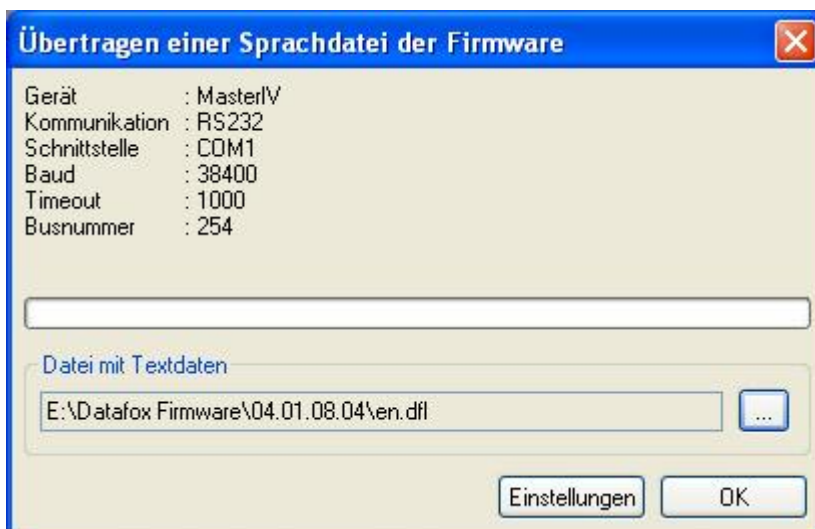 Übertragen einer Sprachdatei der Firmware
Gerät : MasterIV
Kommunikation : RS232
Schnittstelle : COM1
Baud : 38400
Timeout : 1000
Busnummer : 254
Datei mit Textdaten
E:\Datafox Firmware\04.01.08.04\en.dfl
...
Einstellungen OK